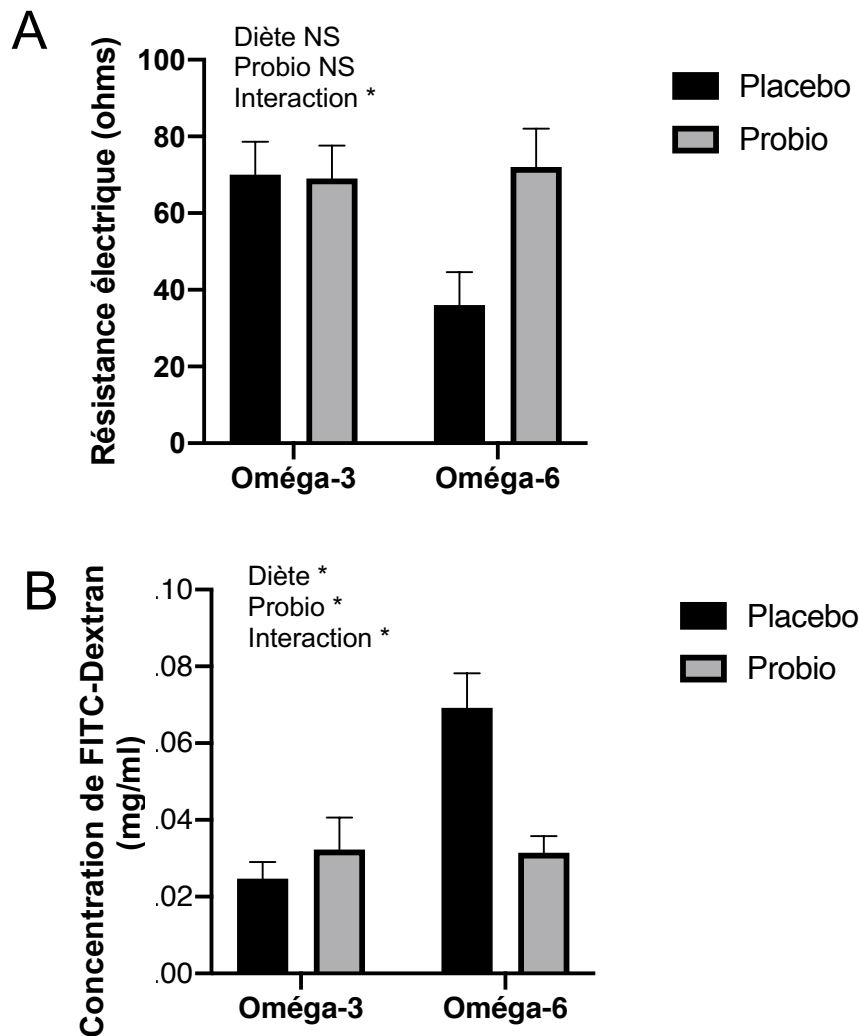 A
Diète NS
Probio NS
Interaction *
Placebo
Probio
Résistance électrique (ohms)
100
80
60
40
20
0
Oméga-3
Oméga-6
B
Diète *
Probio *
Interaction *
Placebo
Probio
Concentration de FITC-Dextran
(mg/ml)
.10
.08
.06
.04
.02
.00
Oméga-3
Oméga-6